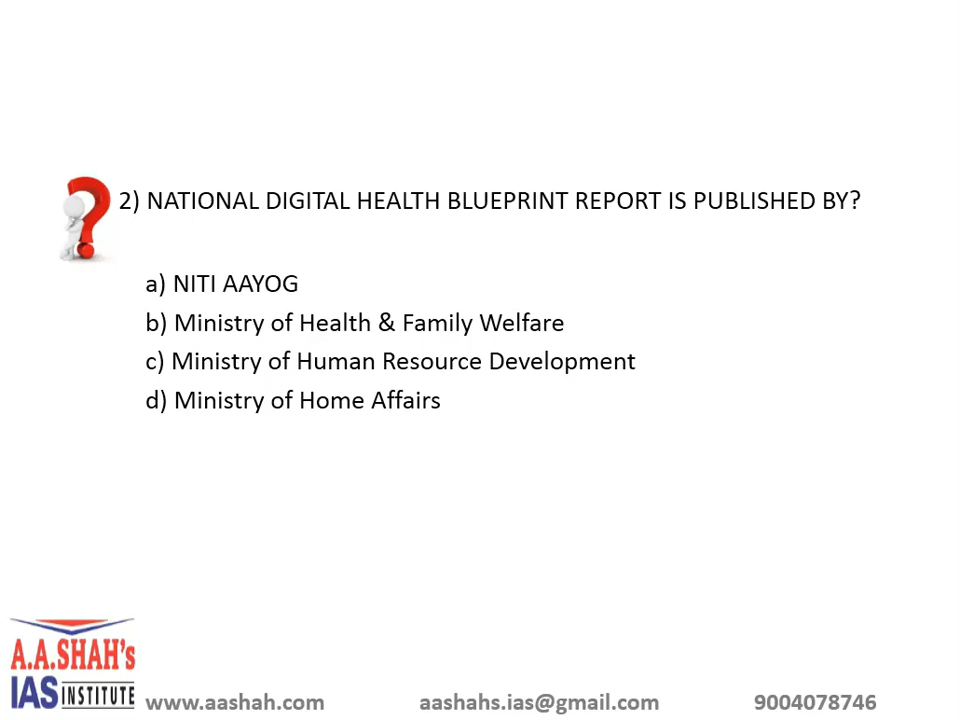 2) NATIONAL DIGITAL HEALTH BLUEPRINT REPORT IS PUBLISHED BY?
a) NITI AAYOG
b) Ministry of Health & Family Welfare
c) Ministry of Human Resource Development
d) Ministry of Home Affairs
A.A.SHAH's
IAS INSTITUTE
www.aashah.com aashahs.ias@gmail.com 9004078746